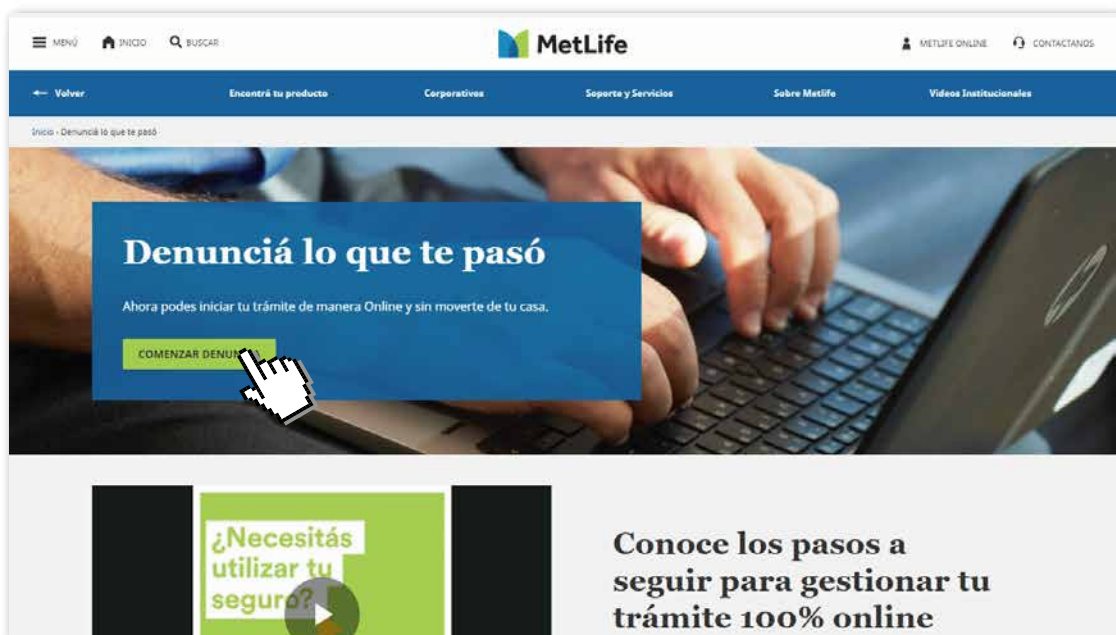 MENÚ INICIO BUSCAR MetLife METLIFE ONLINE CONTACTANOS
Volver Encontrá tu producto Corporativos Soporte y Servicios Sobre Metlife Videos Institucionales
Inicio › Denunciá lo que te pasó
Denunciá lo que te pasó
Ahora podes iniciar tu trámite de manera Online y sin moverte de tu casa.
COMENZAR
¿Necesitás
utilizar tu
seguro?
Conoce los pasos a
seguir para gestionar tu
trámite 100% online